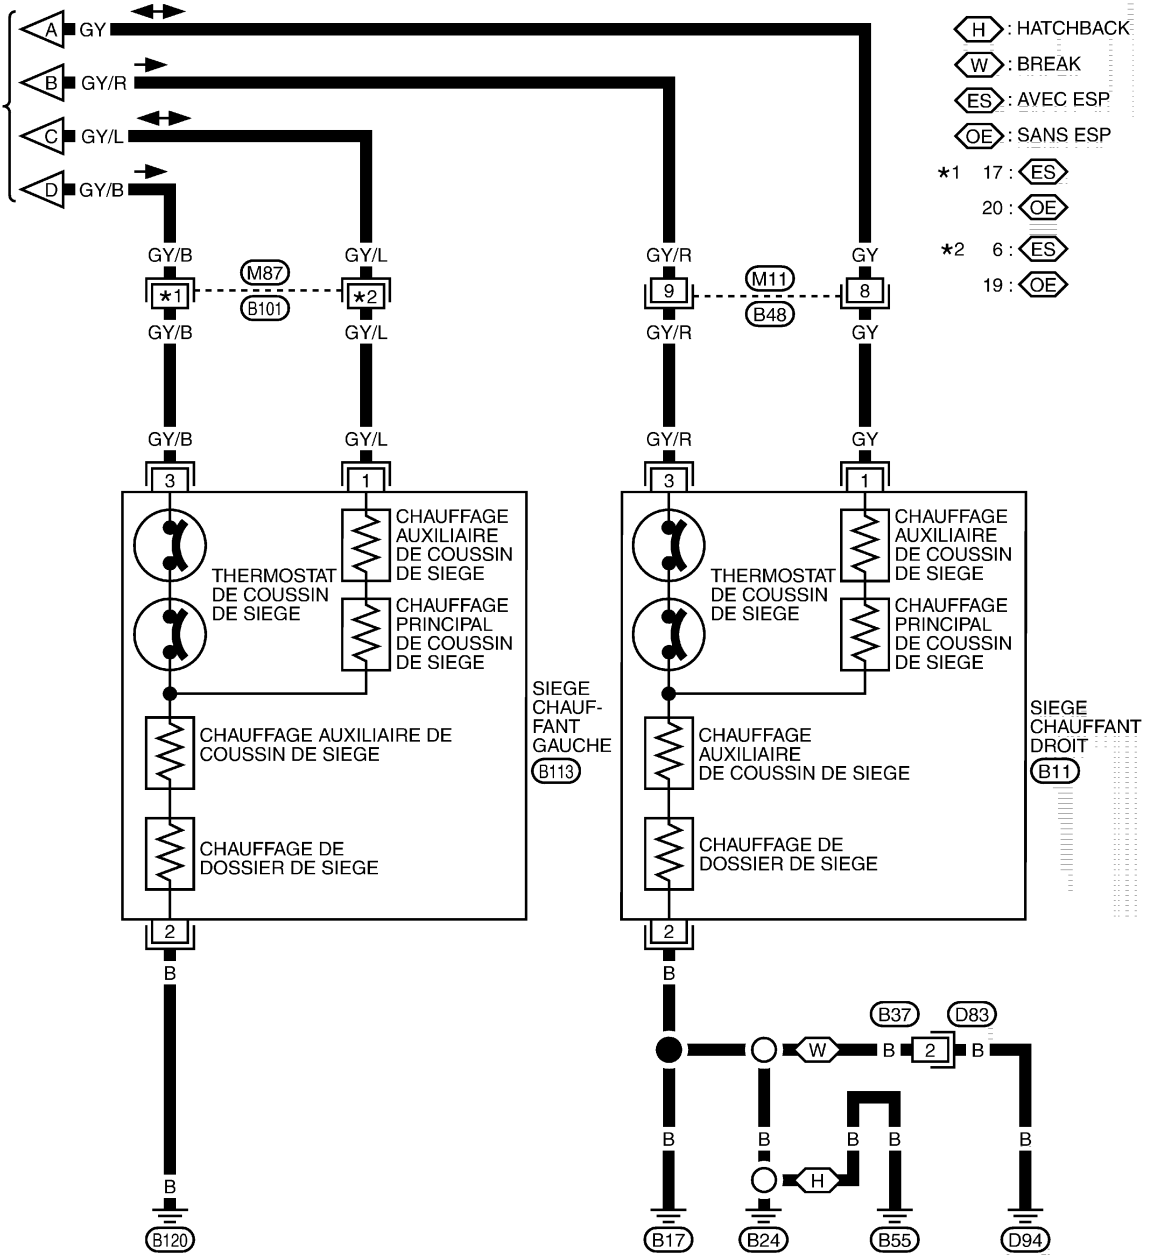 A GY
B GY/R
C GY/L
D GY/B
H : HATCHBACK
W : BREAK
ES : AVEC ESP
OE : SANS ESP
*1 17 : ES
20 : OE
*2 6 : ES
19 : OE
GY/B GY/L GY/R GY
*1 M87 B101 *2 9 M11 B48 8
GY/B GY/L GY/R GY
GY/B GY/L GY/R GY
3 1 3 1
CHAUFFAGE
AUXILIAIRE
DE COUSSIN
DE SIEGE
THERMOSTAT
DE COUSSIN
DE SIEGE
CHAUFFAGE
PRINCIPAL
DE COUSSIN
DE SIEGE
CHAUFFAGE AUXILIAIRE DE
COUSSIN DE SIEGE
CHAUFFAGE DE
DOSSIER DE SIEGE
SIEGE
CHAUF-
FANT
GAUCHE
B113
CHAUFFAGE
AUXILIAIRE
DE COUSSIN
DE SIEGE
THERMOSTAT
DE COUSSIN
DE SIEGE
CHAUFFAGE
PRINCIPAL
DE COUSSIN
DE SIEGE
CHAUFFAGE
AUXILIAIRE
DE COUSSIN DE SIEGE
CHAUFFAGE DE
DOSSIER DE SIEGE
SIEGE
CHAUFFANT
DROIT
B11
2 2
B B
B37 D83
W B 2 B
B B B B B
H
B
B120 B17 B24 B55 D94